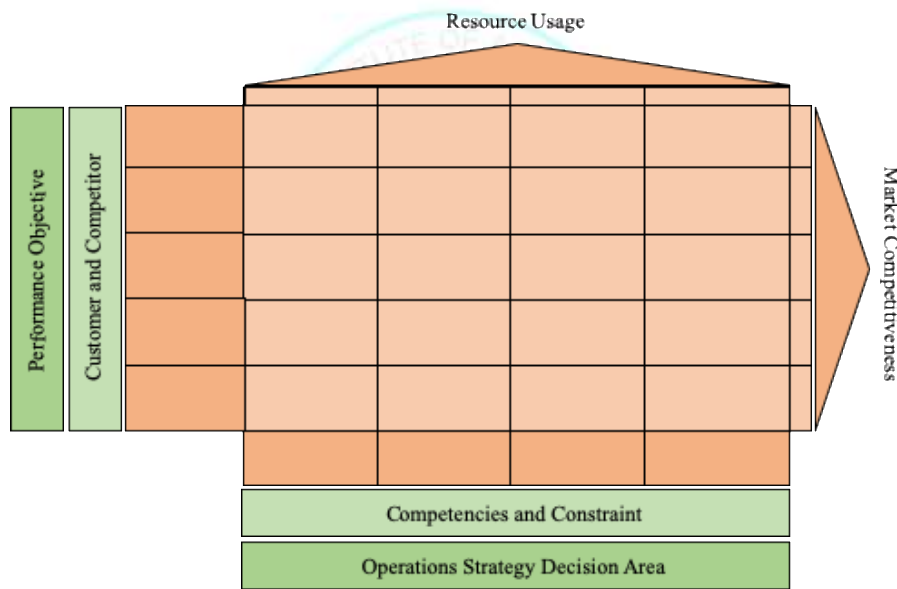 Resource Usage
Performance Objective
Customer and Competitor
Market Competitiveness
Competencies and Constraint
Operations Strategy Decision Area